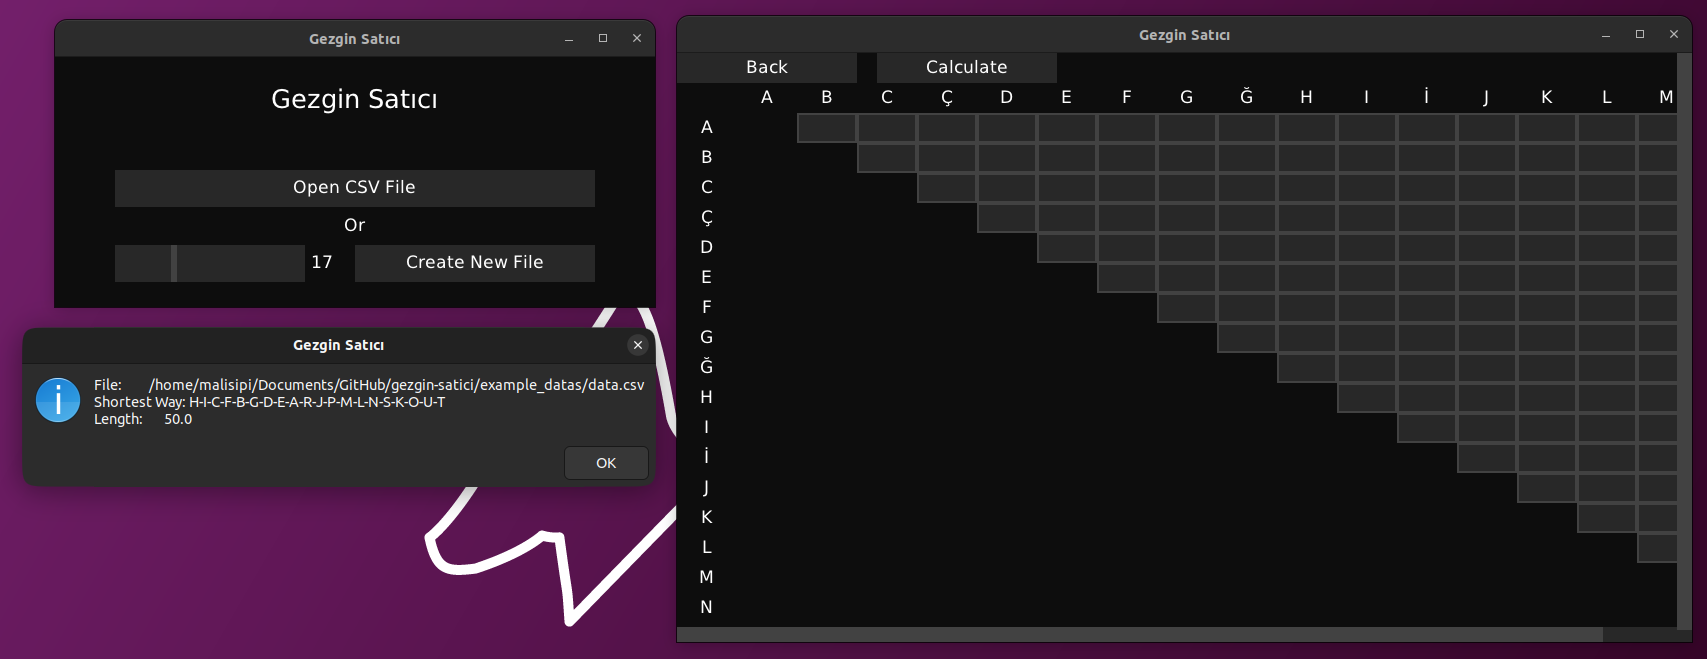 Gezgin Satıcı
Gezgin Satıcı
Open CSV File
Or
17 Create New File
Gezgin Satıcı
File: /home/malisipi/Documents/GitHub/gezgin-satici/example_datas/data.csv
Shortest Way: H-I-C-F-B-G-D-E-A-R-J-P-M-L-N-S-K-O-U-T
Length: 50.0
OK
Gezgin Satıcı
Back Calculate
A B C Ç D E F G Ğ H I İ J K L M
A
B
C
Ç
D
E
F
G
Ğ
H
I
İ
J
K
L
M
N